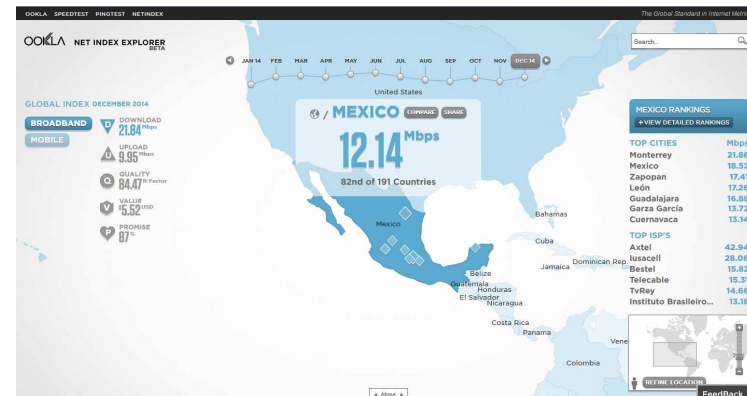 OOKLA SPEEDTEST PINGTEST NETINDEX
The Global Standard in Internet Metric
OOKLA NET INDEX EXPLORER
BETA
Search...
JAN 14 FEB MAR APR MAY JUN JUL AUG SEP OCT NOV DEC 14
United States
GLOBAL INDEX DECEMBER 2014
BROADBAND
MOBILE
D DOWNLOAD
21.84 Mbps
U UPLOAD
9.95 Mbps
Q QUALITY
84.47 R-Factor
V VALUE
$5.52 USD
P PROMISE
87%
/ MEXICO COMPARE SHARE
12.14 Mbps
82nd of 191 Countries
MEXICO RANKINGS
+VIEW DETAILED RANKINGS
TOP CITIES Mbps
Monterrey 21.86
Mexico 18.52
Zapopan 17.41
León 17.26
Guadalajara 16.88
Garza García 13.72
Cuernavaca 13.14
TOP ISP'S
Axtel 42.94
Iusacell 28.06
Bestel 15.82
Telecable 15.31
TvRey 14.66
Instituto Brasileiro... 13.18
Mexico
Bahamas
Cuba
Dominican Rep.
Jamaica
Belize
Guatemala
Honduras
El Salvador
Nicaragua
Costa Rica
Panama
Vene
Colombia
REFINE LOCATION
▲ About ▲
FeedBack